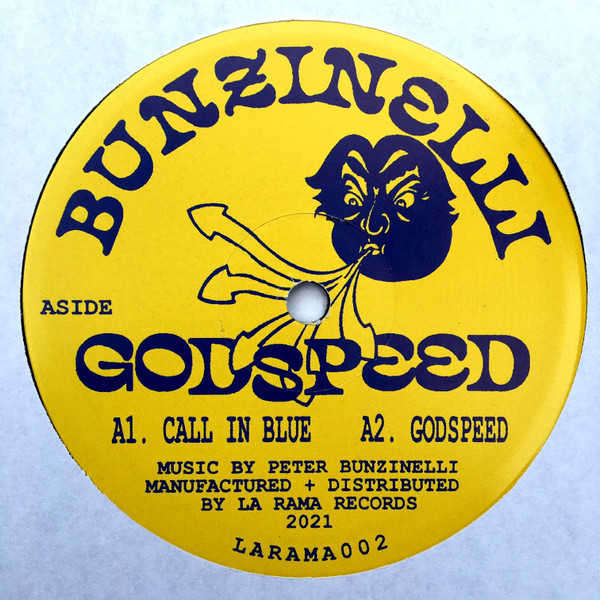 BUNZINELLI
ASIDE
GODSPEED
A1. CALL IN BLUE A2. GODSPEED
MUSIC BY PETER BUNZINELLI
MANUFACTURED + DISTRIBUTED
BY LA RAMA RECORDS
2021
LARAMA002